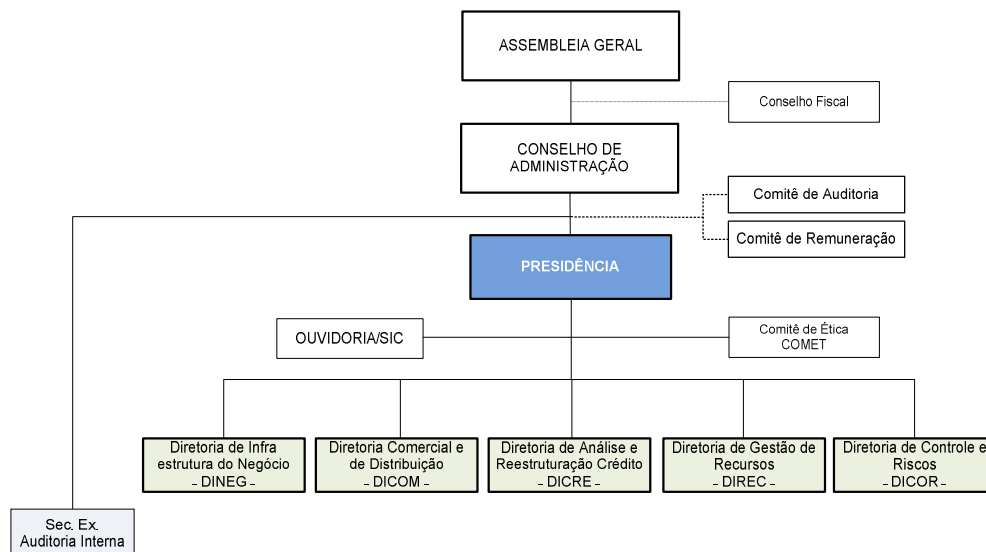 ASSEMBLEIA GERAL
Conselho Fiscal
CONSELHO DE
ADMINISTRAÇÃO
Comitê de Auditoria
Comitê de Remuneração
PRESIDÊNCIA
OUVIDORIA/SIC
Comitê de Ética
COMET
Diretoria de Infra
estrutura do Negócio
- DINEG -
Diretoria Comercial e
de Distribuição
- DICOM -
Diretoria de Análise e
Reestruturação Crédito
- DICRE -
Diretoria de Gestão de
Recursos
- DIREC -
Diretoria de Controle e
Riscos
- DICOR -
Sec. Ex.
Auditoria Interna